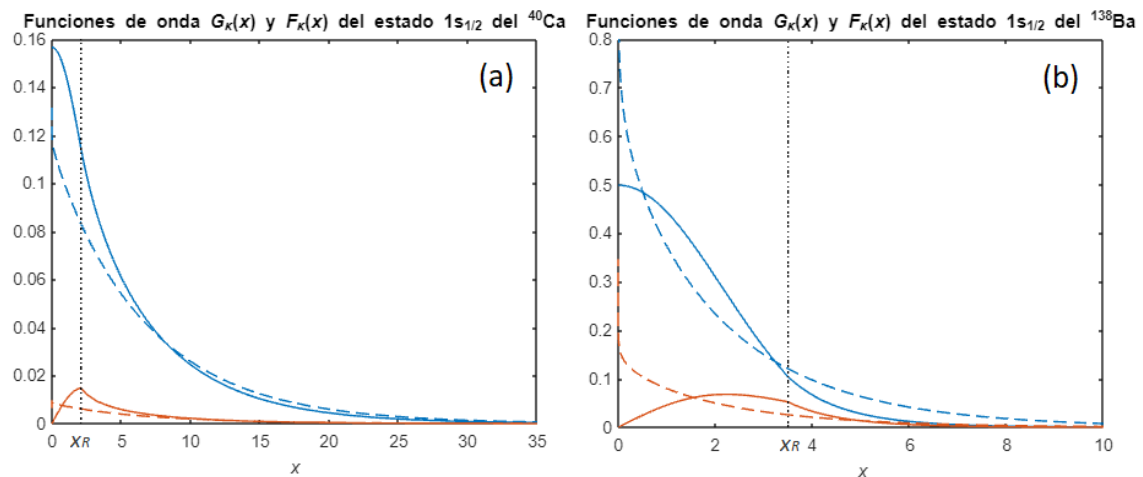 Funciones de onda Gκ(x) y Fκ(x) del estado 1s1/2 del 40Ca
(a)
0.16
0.14
0.12
0.1
0.08
0.06
0.04
0.02
0
0 xR 5 10 15 20 25 30 35
x
Funciones de onda Gκ(x) y Fκ(x) del estado 1s1/2 del 138Ba
(b)
0.8
0.7
0.6
0.5
0.4
0.3
0.2
0.1
0
0 2 xR 4 6 8 10
x